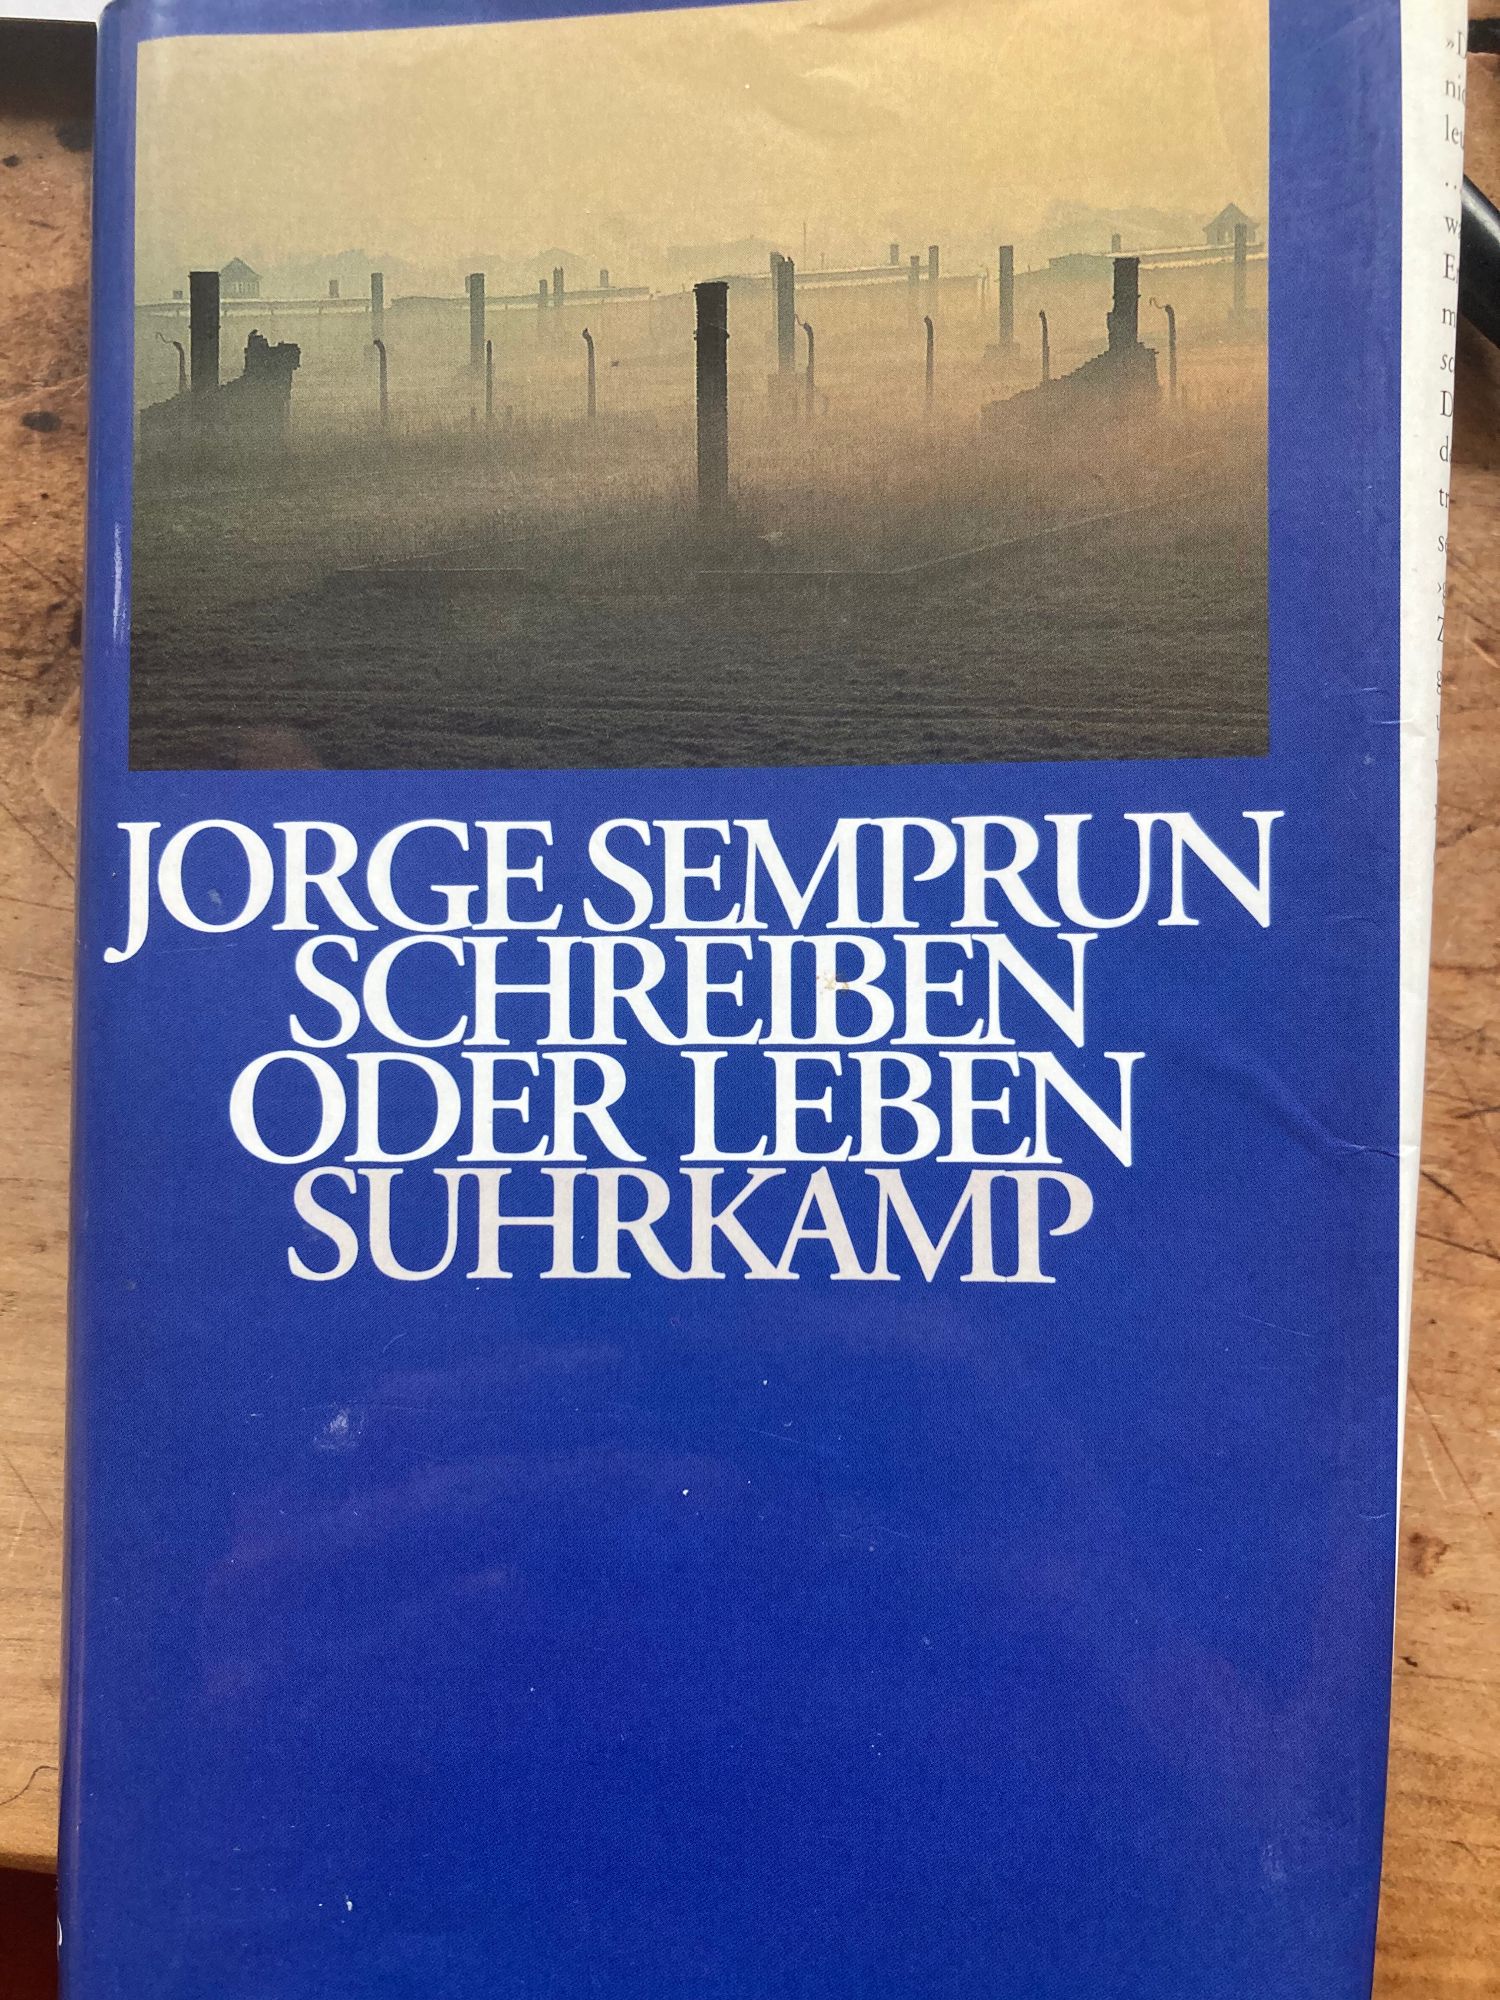 JORGE SEMPRUN
SCHREIBEN
ODER LEBEN
SUHRKAMP